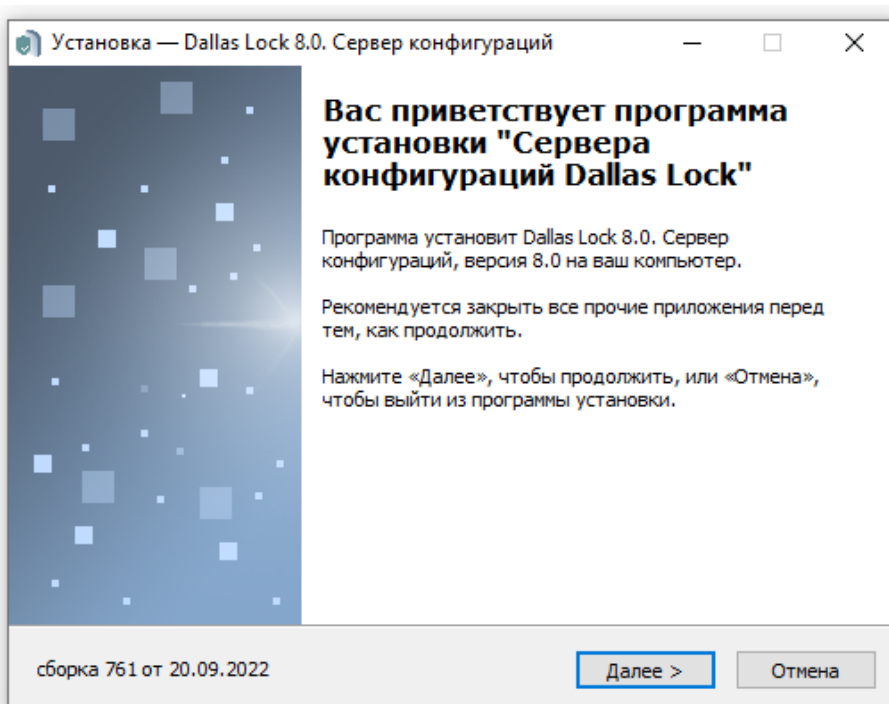 Установка — Dallas Lock 8.0. Сервер конфигураций
Вас приветствует программа
установки "Сервера
конфигураций Dallas Lock"
Программа установит Dallas Lock 8.0. Сервер
конфигураций, версия 8.0 на ваш компьютер.
Рекомендуется закрыть все прочие приложения перед
тем, как продолжить.
Нажмите «Далее», чтобы продолжить, или «Отмена»,
чтобы выйти из программы установки.
сборка 761 от 20.09.2022
Далее >
Отмена